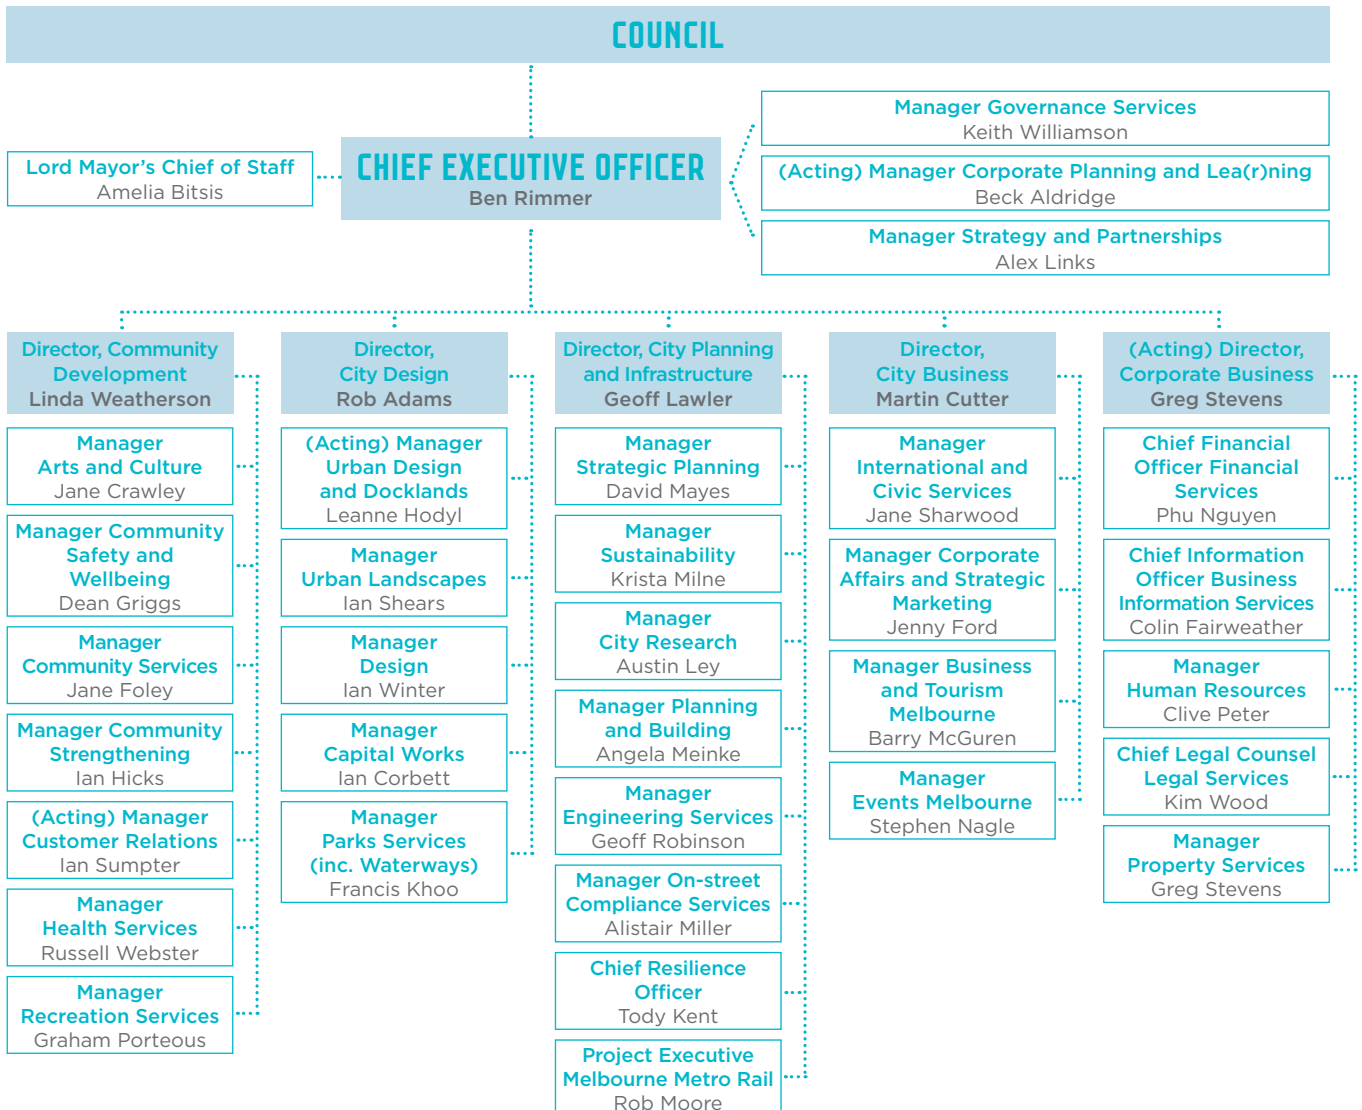 COUNCIL
Manager Governance Services
Keith Williamson
Lord Mayor's Chief of Staff
Amelia Bitsis
CHIEF EXECUTIVE OFFICER
Ben Rimmer
(Acting) Manager Corporate Planning and Lea(r)ning
Beck Aldridge
Manager Strategy and Partnerships
Alex Links
Director, Community
Development
Linda Weatherson
Manager
Arts and Culture
Jane Crawley
Manager Community
Safety and
Wellbeing
Dean Griggs
Manager
Community Services
Jane Foley
Manager Community
Strengthening
Ian Hicks
(Acting) Manager
Customer Relations
Ian Sumpter
Manager
Health Services
Russell Webster
Manager
Recreation Services
Graham Porteous
Director,
City Design
Rob Adams
(Acting) Manager
Urban Design
and Docklands
Leanne Hodyl
Manager
Urban Landscapes
Ian Shears
Manager
Design
Ian Winter
Manager
Capital Works
Ian Corbett
Manager
Parks Services
(inc. Waterways)
Francis Khoo
Director, City Planning
and Infrastructure
Geoff Lawler
Manager
Strategic Planning
David Mayes
Manager
Sustainability
Krista Milne
Manager
City Research
Austin Ley
Manager Planning
and Building
Angela Meinke
Manager
Engineering Services
Geoff Robinson
Manager On-street
Compliance Services
Alistair Miller
Chief Resilience
Officer
Tody Kent
Project Executive
Melbourne Metro Rail
Rob Moore
Director,
City Business
Martin Cutter
Manager
International and
Civic Services
Jane Sharwood
Manager Corporate
Affairs and Strategic
Marketing
Jenny Ford
Manager Business
and Tourism
Melbourne
Barry McGuren
Manager
Events Melbourne
Stephen Nagle
(Acting) Director,
Corporate Business
Greg Stevens
Chief Financial
Officer Financial
Services
Phu Nguyen
Chief Information
Officer Business
Information Services
Colin Fairweather
Manager
Human Resources
Clive Peter
Chief Legal Counsel
Legal Services
Kim Wood
Manager
Property Services
Greg Stevens